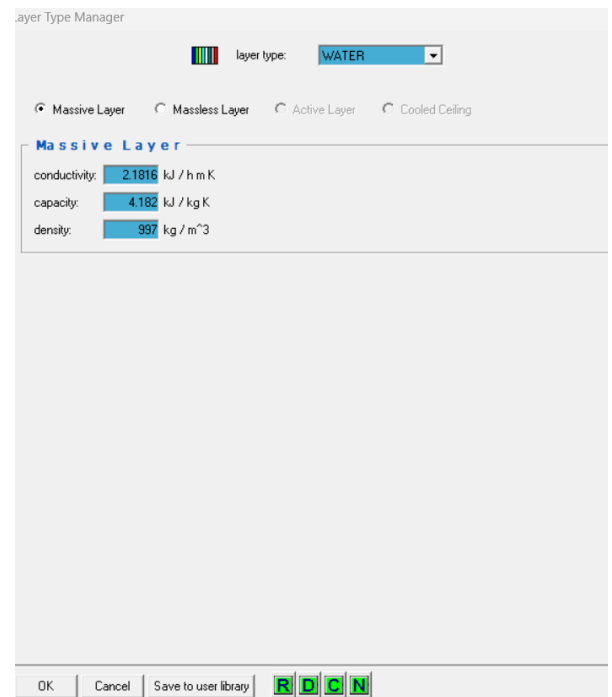 ayer Type Manager
layer type: WATER
Massive Layer Massless Layer Active Layer Cooled Ceiling
Massive Layer
conductivity: 2.1816 kJ / h m K
capacity: 4.182 kJ / kg K
density: 997 kg / m^3
OK Cancel Save to user library R D C N